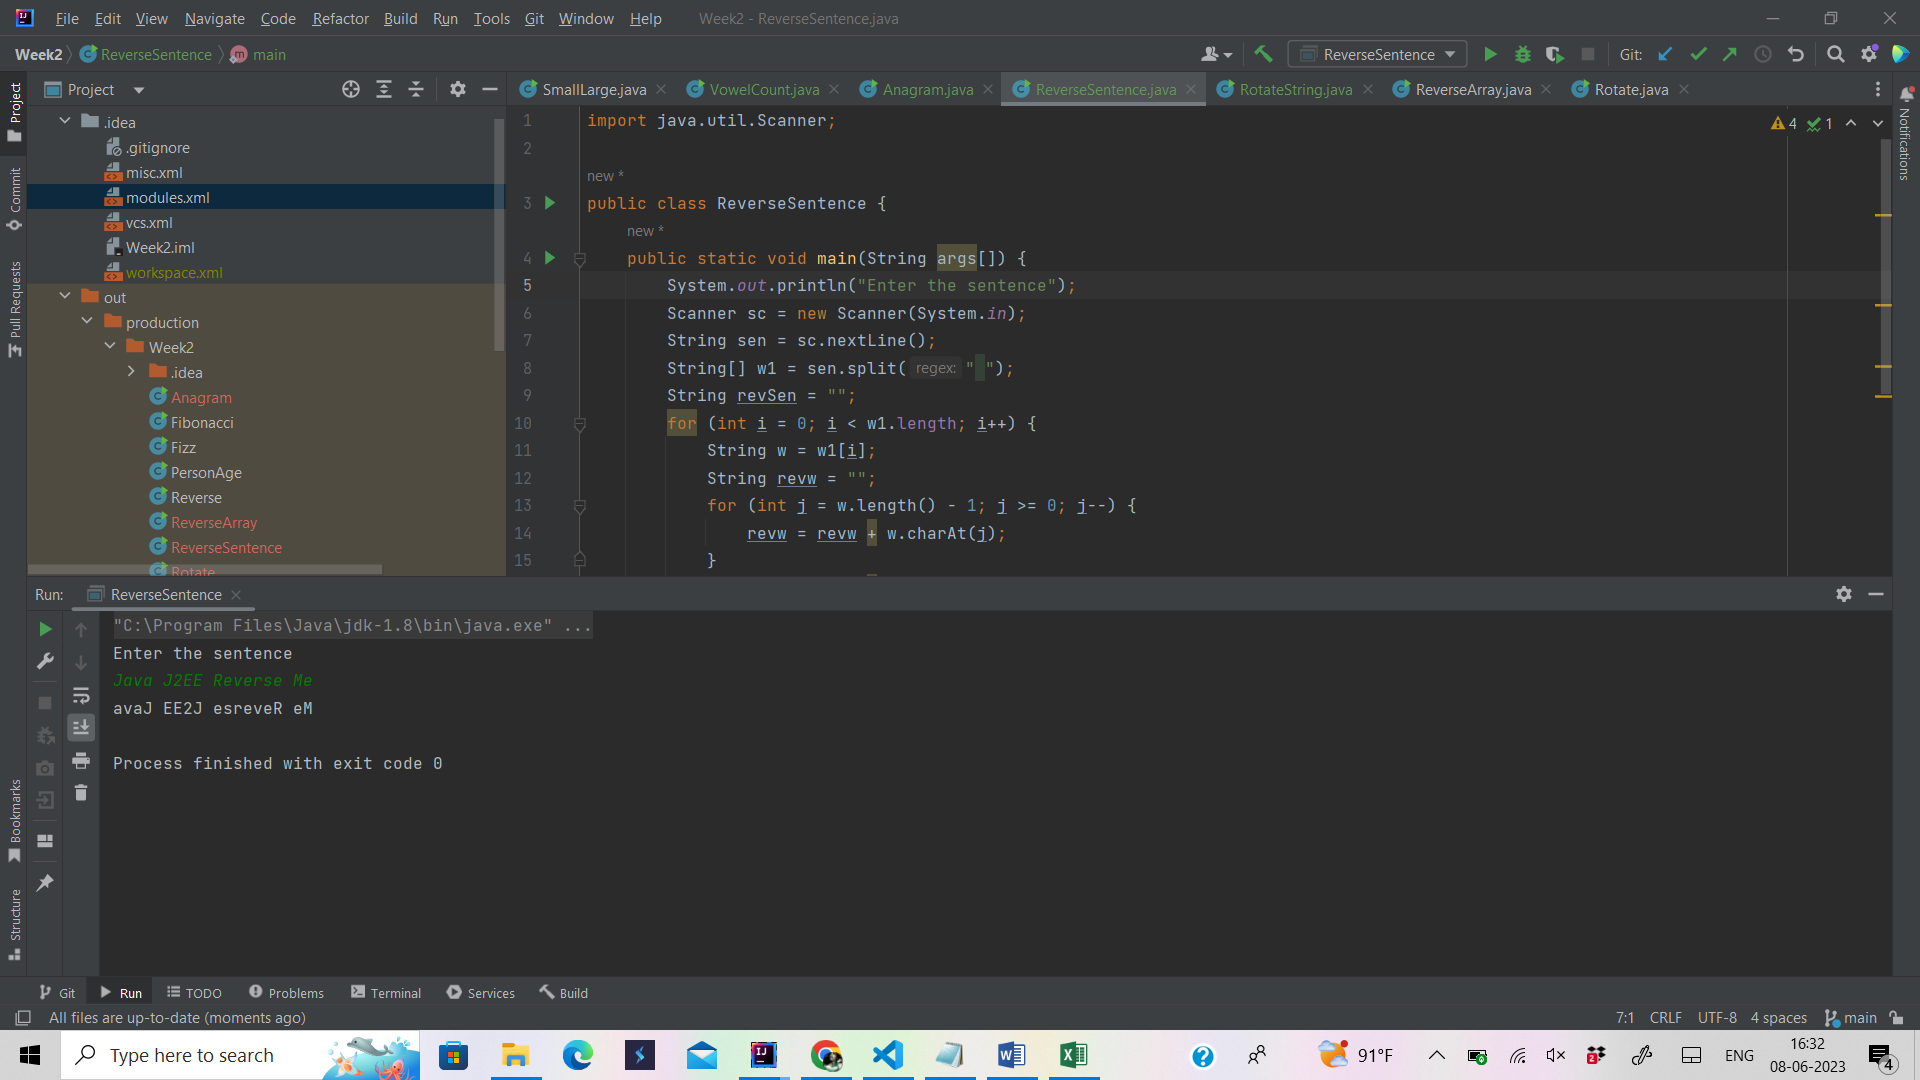 File Edit View Navigate Code Refactor Build Run Tools Git Window Help Week2 - ReverseSentence.java
Week2 ReverseSentence main
ReverseSentence Git:
Project
SmallLarge.java VowelCount.java Anagram.java ReverseSentence.java RotateString.java ReverseArray.java Rotate.java
Project
Commit
Pull Requests
Bookmarks
Structure
Notifications
.idea
.gitignore
misc.xml
modules.xml
vcs.xml
Week2.iml
workspace.xml
out
production
Week2
.idea
Anagram
Fibonacci
Fizz
PersonAge
Reverse
ReverseArray
ReverseSentence
Rotate
4 1
1 import java.util.Scanner;
2
new *
3 public class ReverseSentence {
new *
4 public static void main(String args[]) {
5 System.out.println("Enter the sentence");
6 Scanner sc = new Scanner(System.in);
7 String sen = sc.nextLine();
8 String[] w1 = sen.split( regex: " ");
9 String revSen = "";
10 for (int i = 0; i < w1.length; i++) {
11 String w = w1[i];
12 String revw = "";
13 for (int j = w.length() - 1; j >= 0; j--) {
14 revw = revw + w.charAt(j);
15 }
Run: ReverseSentence
"C:\Program Files\Java\jdk-1.8\bin\java.exe" ...
Enter the sentence
Java J2EE Reverse Me
avaJ EE2J esreveR eM
Process finished with exit code 0
Git Run TODO Problems Terminal Services Build
All files are up-to-date (moments ago) 7:1 CRLF UTF-8 4 spaces main
Type here to search 91°F ENG 16:32
08-06-2023 4